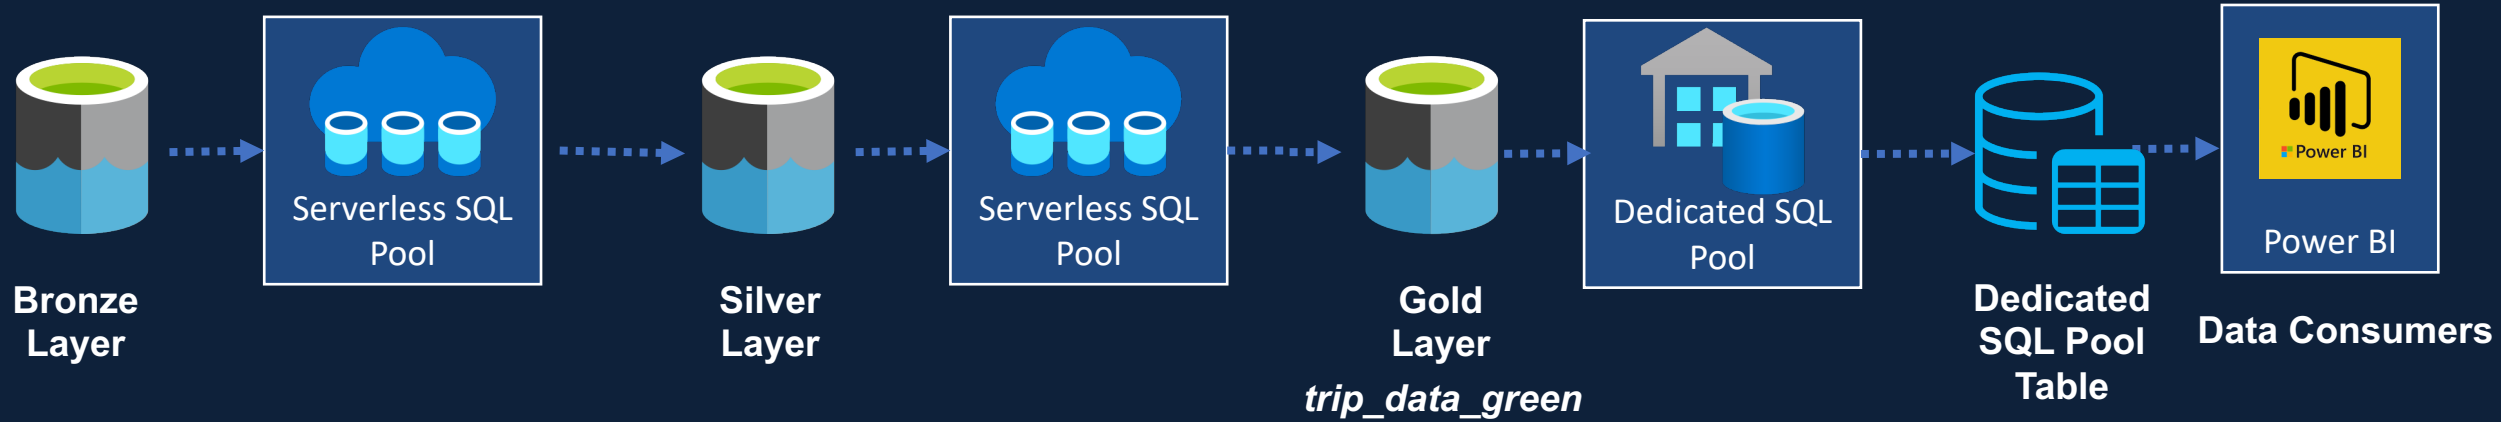 Bronze
Layer
Serverless SQL
Pool
Silver
Layer
Serverless SQL
Pool
Gold
Layer
trip_data_green
Dedicated SQL
Pool
Dedicated
SQL Pool
Table
Power BI
Power BI
Data Consumers